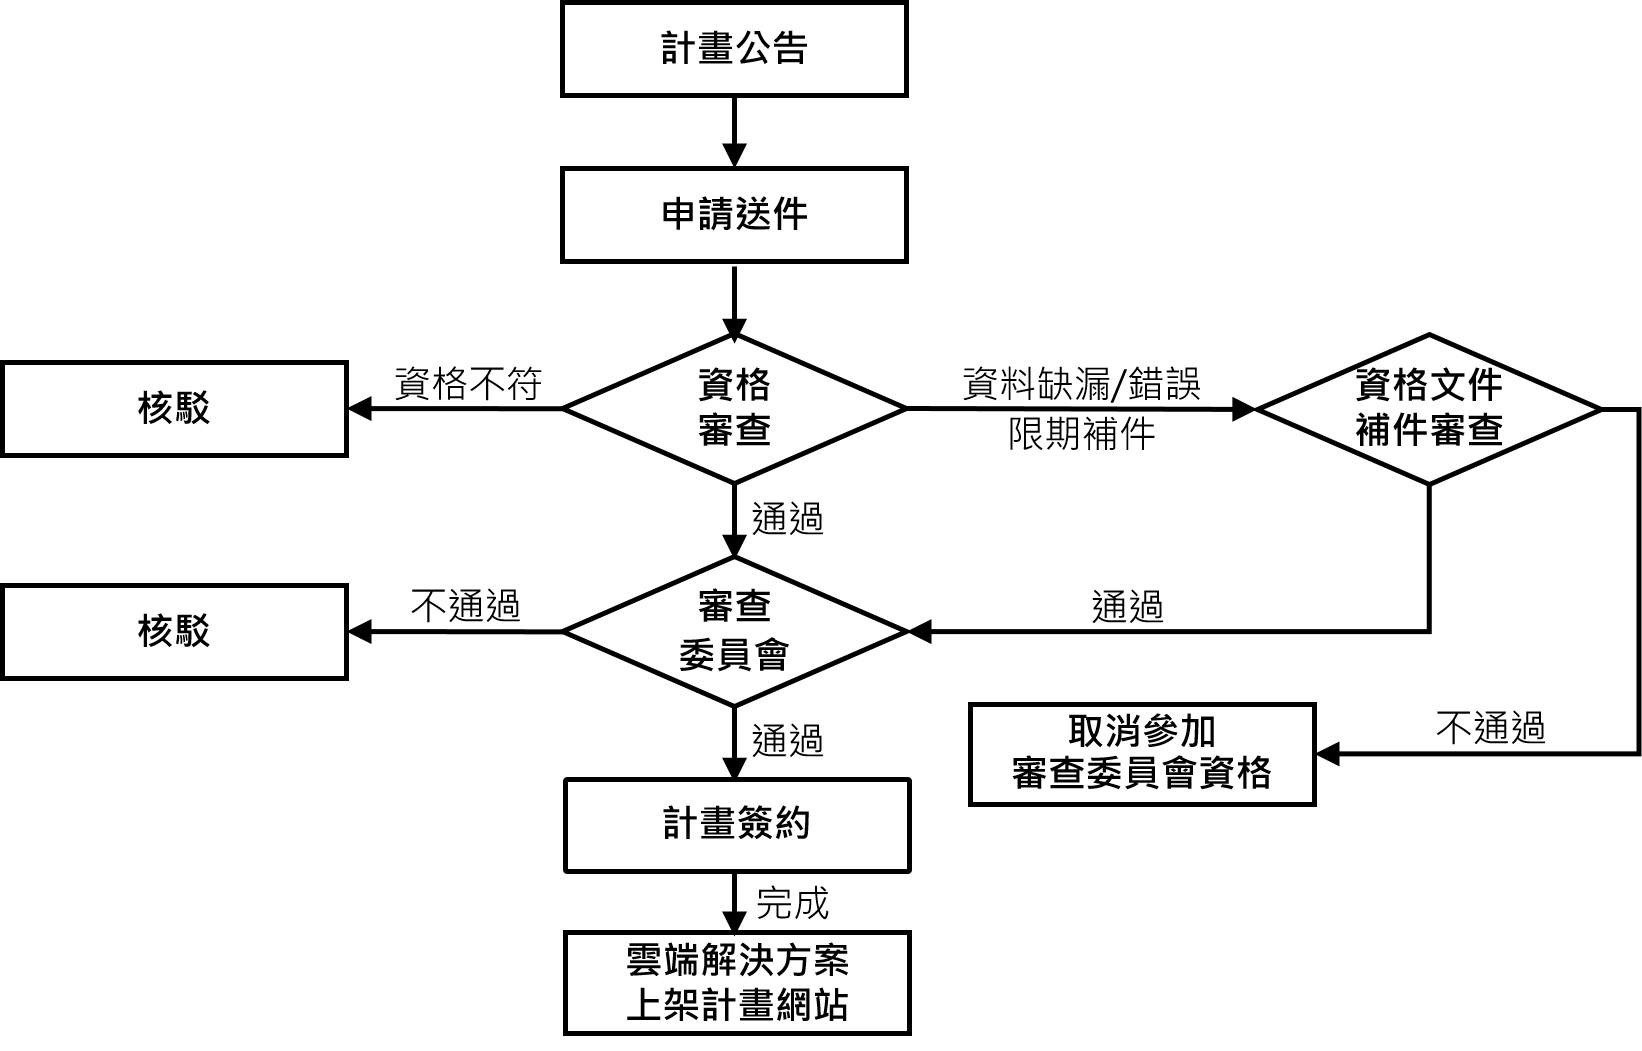 計畫公告
申請送件
核駁
資格不符
資格
審查
資料缺漏/錯誤
限期補件
資格文件
補件審查
通過
核駁
不通過
審查
委員會
通過
通過
取消參加
審查委員會資格
不通過
計畫簽約
完成
雲端解決方案
上架計畫網站